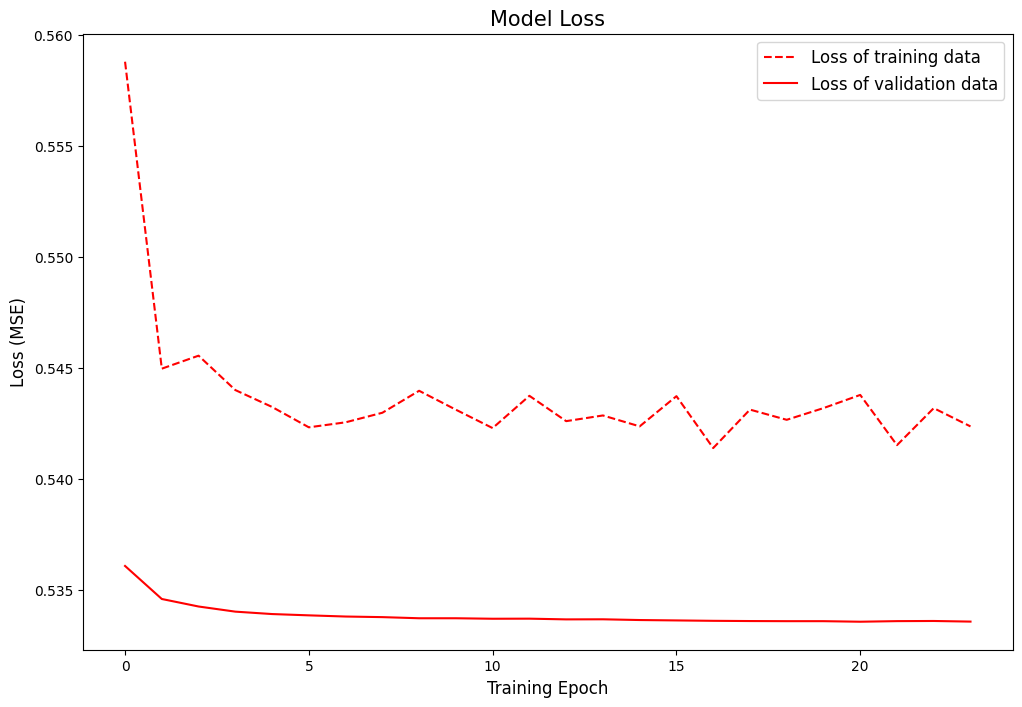 Model Loss
Loss of training data
Loss of validation data
Loss (MSE)
0.560
0.555
0.550
0.545
0.540
0.535
0
5
10
15
20
Training Epoch